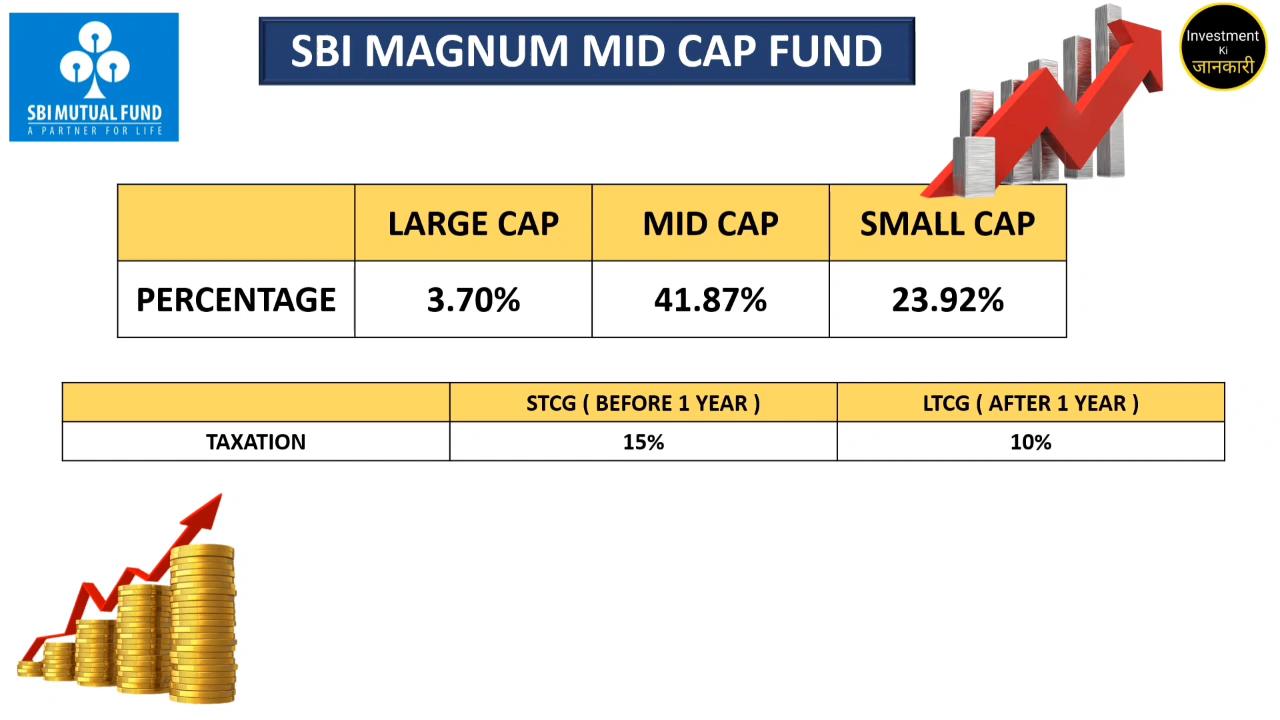 SBI MUTUAL FUND
A PARTNER FOR LIFE
SBI MAGNUM MID CAP FUND
Investment
Ki
जानकारी
LARGE CAP MID CAP SMALL CAP
PERCENTAGE 3.70% 41.87% 23.92%
STCG ( BEFORE 1 YEAR ) LTCG ( AFTER 1 YEAR )
TAXATION 15% 10%